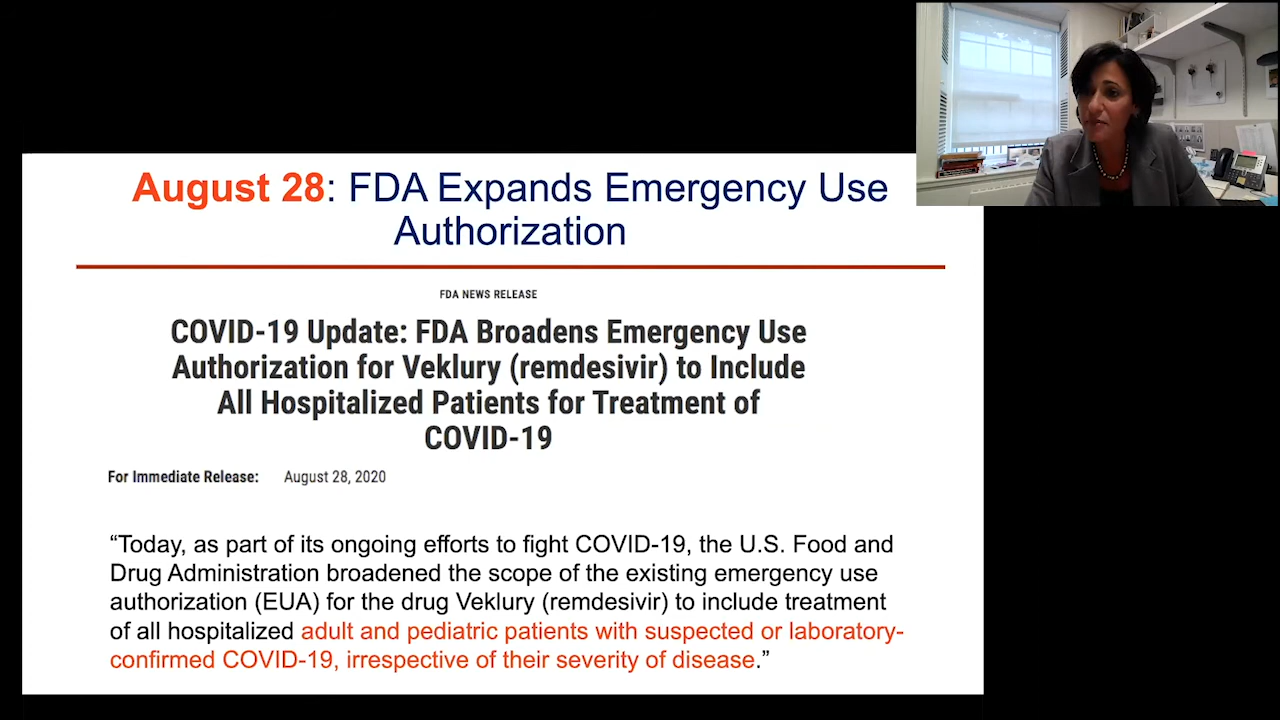 August 28: FDA Expands Emergency Use
Authorization
FDA NEWS RELEASE
COVID-19 Update: FDA Broadens Emergency Use
Authorization for Veklury (remdesivir) to Include
All Hospitalized Patients for Treatment of
COVID-19
For Immediate Release: August 28, 2020
“Today, as part of its ongoing efforts to fight COVID-19, the U.S. Food and
Drug Administration broadened the scope of the existing emergency use
authorization (EUA) for the drug Veklury (remdesivir) to include treatment
of all hospitalized adult and pediatric patients with suspected or laboratory-
confirmed COVID-19, irrespective of their severity of disease.”